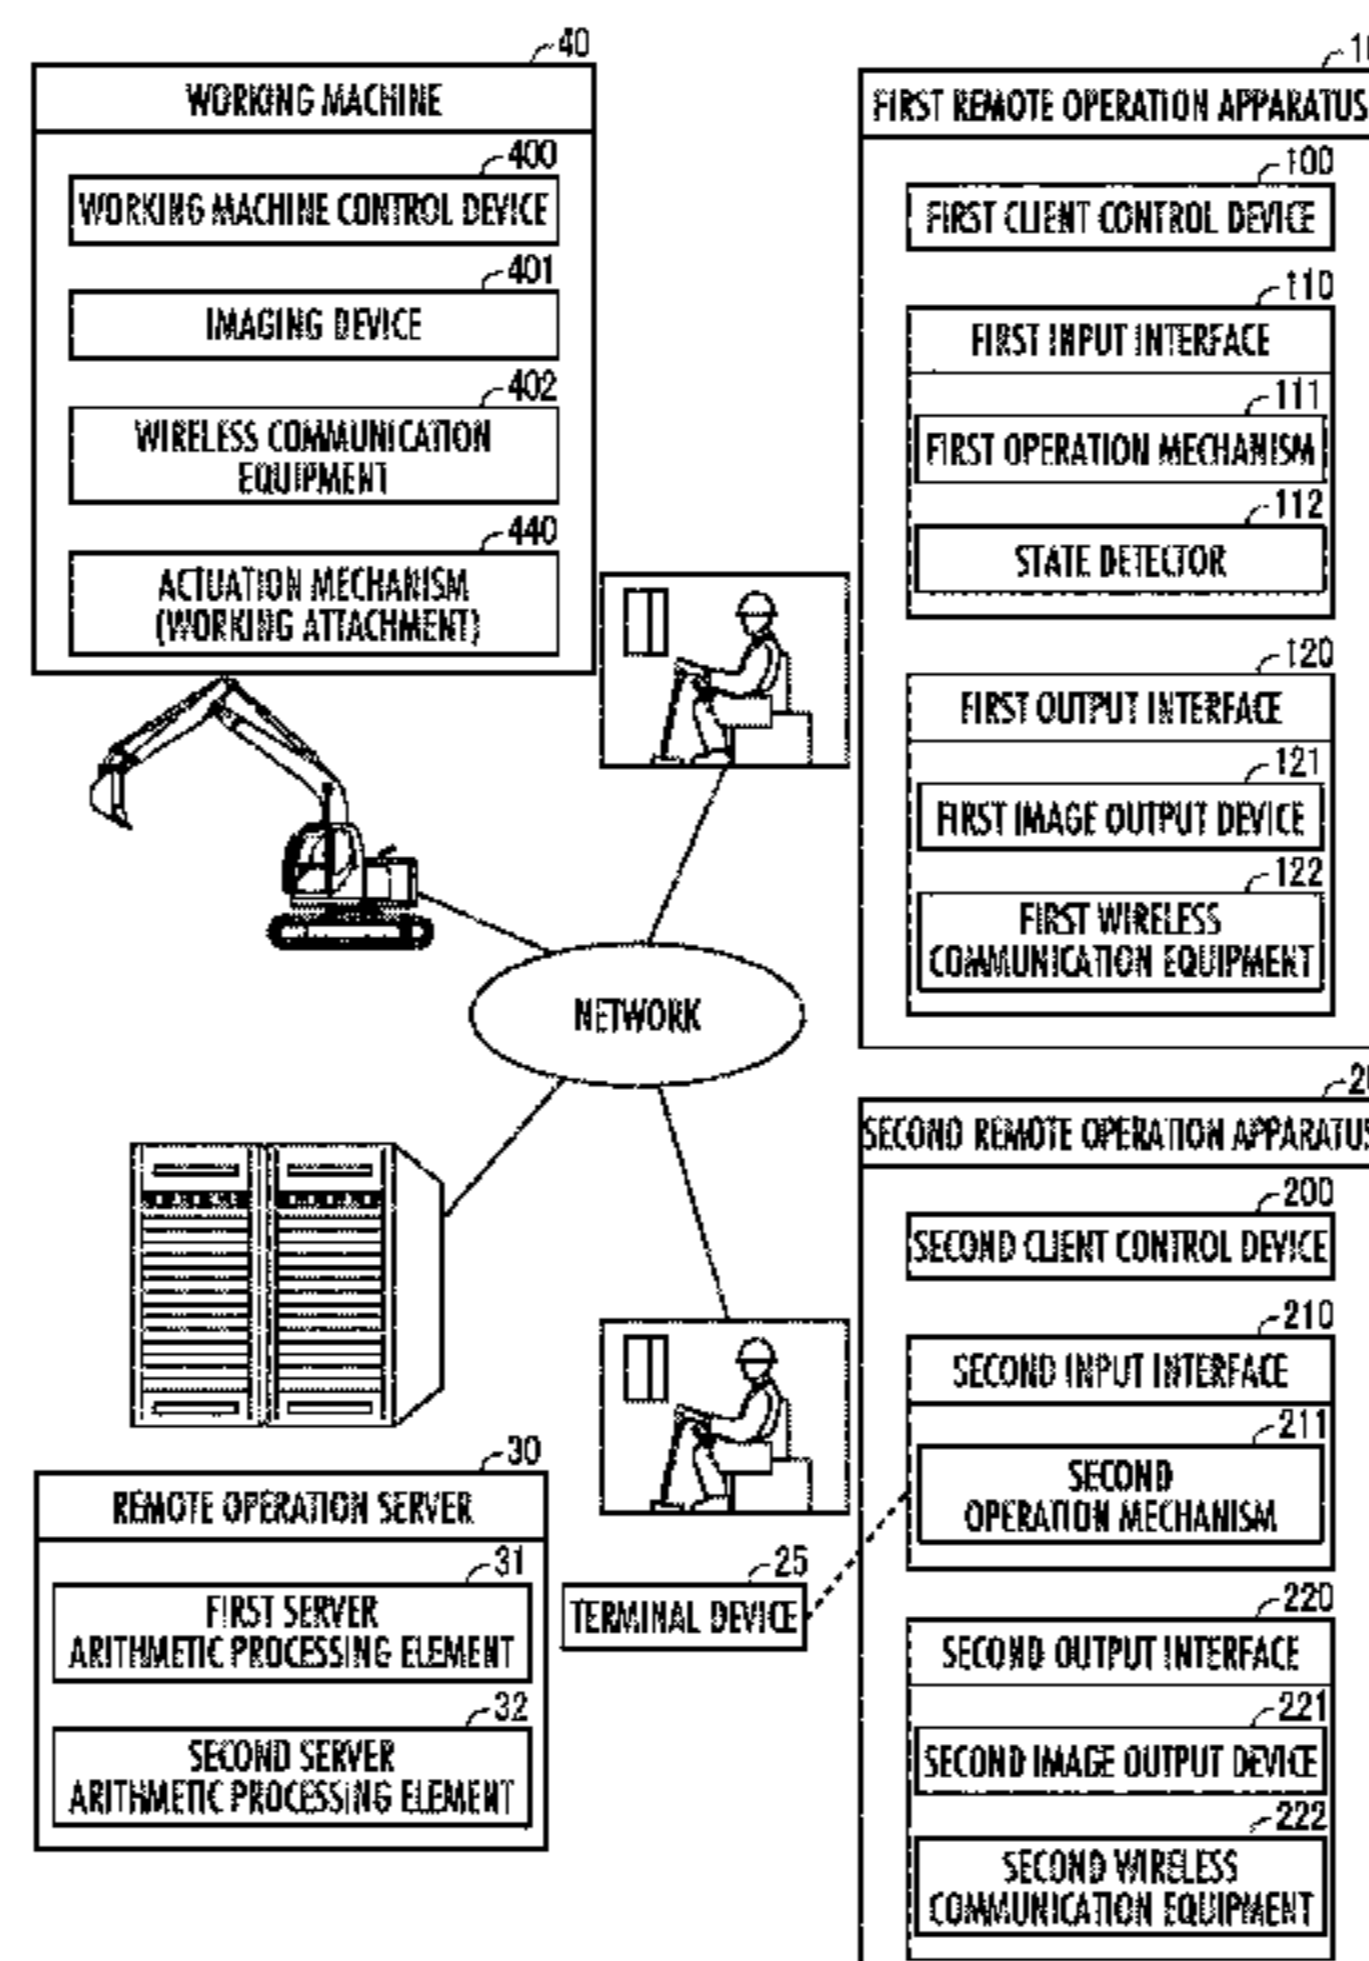 40
WORKING MACHINE
400
WORKING MACHINE CONTROL DEVICE
401
IMAGING DEVICE
402
WIRELESS COMMUNICATION
EQUIPMENT
440
ACTUATION MECHANISM
(WORKING ATTACHMENT)
FIRST REMOTE OPERATION APPARATUS
100
FIRST CLIENT CONTROL DEVICE
110
FIRST INPUT INTERFACE
111
FIRST OPERATION MECHANISM
112
STATE DETECTOR
120
FIRST OUTPUT INTERFACE
121
FIRST IMAGE OUTPUT DEVICE
122
FIRST WIRELESS
COMMUNICATION EQUIPMENT
NETWORK
30
REMOTE OPERATION SERVER
31
FIRST SERVER
ARITHMETIC PROCESSING ELEMENT
32
SECOND SERVER
ARITHMETIC PROCESSING ELEMENT
25
TERMINAL DEVICE
SECOND REMOTE OPERATION APPARATUS
200
SECOND CLIENT CONTROL DEVICE
210
SECOND INPUT INTERFACE
211
SECOND
OPERATION MECHANISM
220
SECOND OUTPUT INTERFACE
221
SECOND IMAGE OUTPUT DEVICE
222
SECOND WIRELESS
COMMUNICATION EQUIPMENT